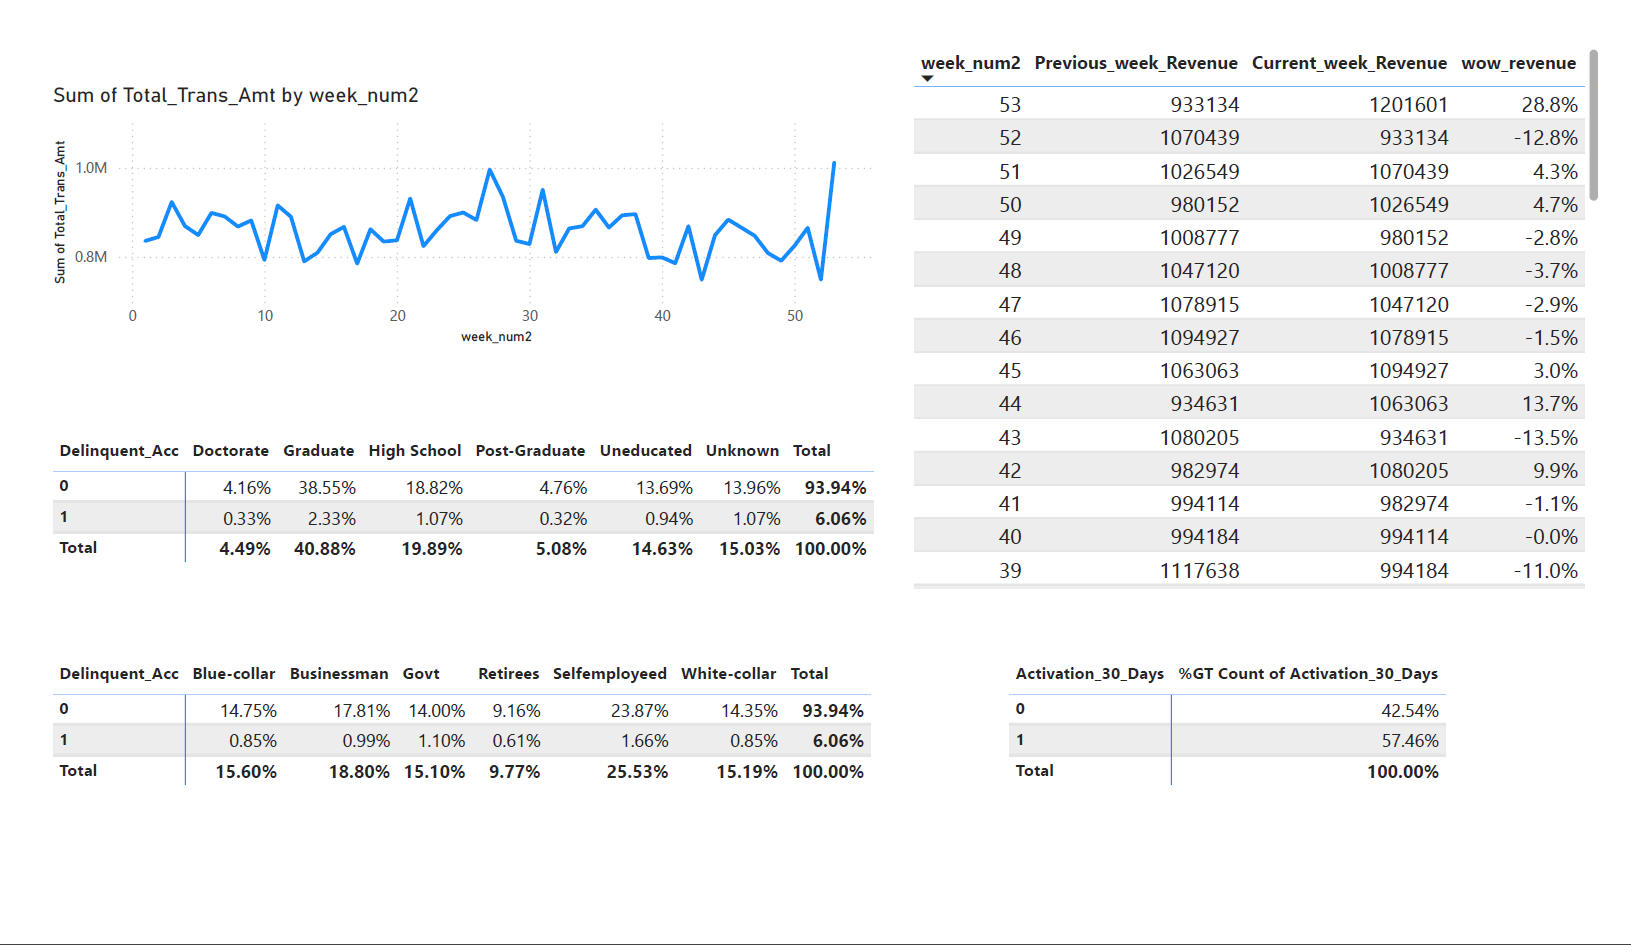 Sum of Total_Trans_Amt by week_num2
Sum of Total_Trans_Amt
1.0M
0.8M
0 10 20 30 40 50
week_num2
week_num2 Previous_week_Revenue Current_week_Revenue wow_revenue
53 933134 1201601 28.8%
52 1070439 933134 -12.8%
51 1026549 1070439 4.3%
50 980152 1026549 4.7%
49 1008777 980152 -2.8%
48 1047120 1008777 -3.7%
47 1078915 1047120 -2.9%
46 1094927 1078915 -1.5%
45 1063063 1094927 3.0%
44 934631 1063063 13.7%
43 1080205 934631 -13.5%
42 982974 1080205 9.9%
41 994114 982974 -1.1%
40 994184 994114 -0.0%
39 1117638 994184 -11.0%
Delinquent_Acc Doctorate Graduate High School Post-Graduate Uneducated Unknown Total
0 4.16% 38.55% 18.82% 4.76% 13.69% 13.96% 93.94%
1 0.33% 2.33% 1.07% 0.32% 0.94% 1.07% 6.06%
Total 4.49% 40.88% 19.89% 5.08% 14.63% 15.03% 100.00%
Delinquent_Acc Blue-collar Businessman Govt Retirees Selfemployeed White-collar Total
0 14.75% 17.81% 14.00% 9.16% 23.87% 14.35% 93.94%
1 0.85% 0.99% 1.10% 0.61% 1.66% 0.85% 6.06%
Total 15.60% 18.80% 15.10% 9.77% 25.53% 15.19% 100.00%
Activation_30_Days %GT Count of Activation_30_Days
0 42.54%
1 57.46%
Total 100.00%